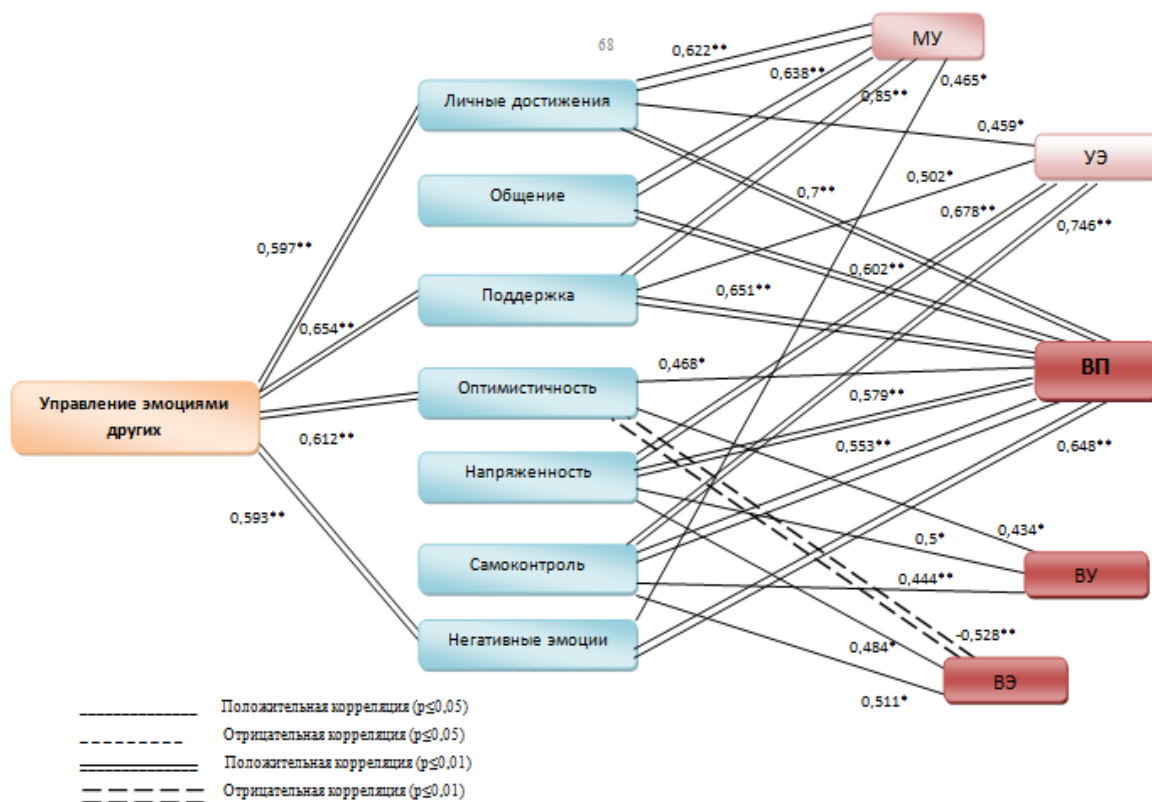 68
МУ
0,622**
0,638**
0,465*
0,85**
Личные достижения
0,459*
УЭ
Общение
0,7**
0,502*
0,678**
0,746**
0,597**
Поддержка
0,602**
0,651**
0,654**
Оптимистичность
0,468*
ВП
Управление эмоциями
других
0,579**
0,612**
0,553**
0,648**
Напряженность
0,593**
0,5*
0,434*
Самоконтроль
0,444**
ВУ
Негативные эмоции
0,484*
-0,528**
ВЭ
0,511*
Положительная корреляция (p≤0,05)
Отрицательная корреляция (p≤0,05)
Положительная корреляция (p≤0,01)
Отрицательная корреляция (p≤0,01)